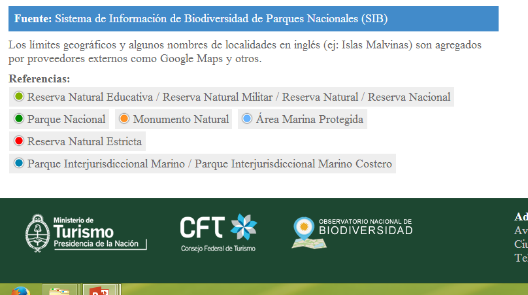 Fuente: Sistema de Información de Biodiversidad de Parques Nacionales (SIB)
Los límites geográficos y algunos nombres de localidades en inglés (ej: Islas Malvinas) son agregados
por proveedores externos como Google Maps y otros.
Referencias:
Reserva Natural Educativa / Reserva Natural Militar / Reserva Natural / Reserva Nacional
Parque Nacional Monumento Natural Área Marina Protegida
Reserva Natural Estricta
Parque Interjurisdiccional Marino / Parque Interjurisdiccional Marino Costero
Ministerio de
Turismo
Presidencia de la Nación
CFT
Consejo Federal de Turismo
OBSERVATORIO NACIONAL DE
BIODIVERSIDAD
Ad
Av
Ciu
Te